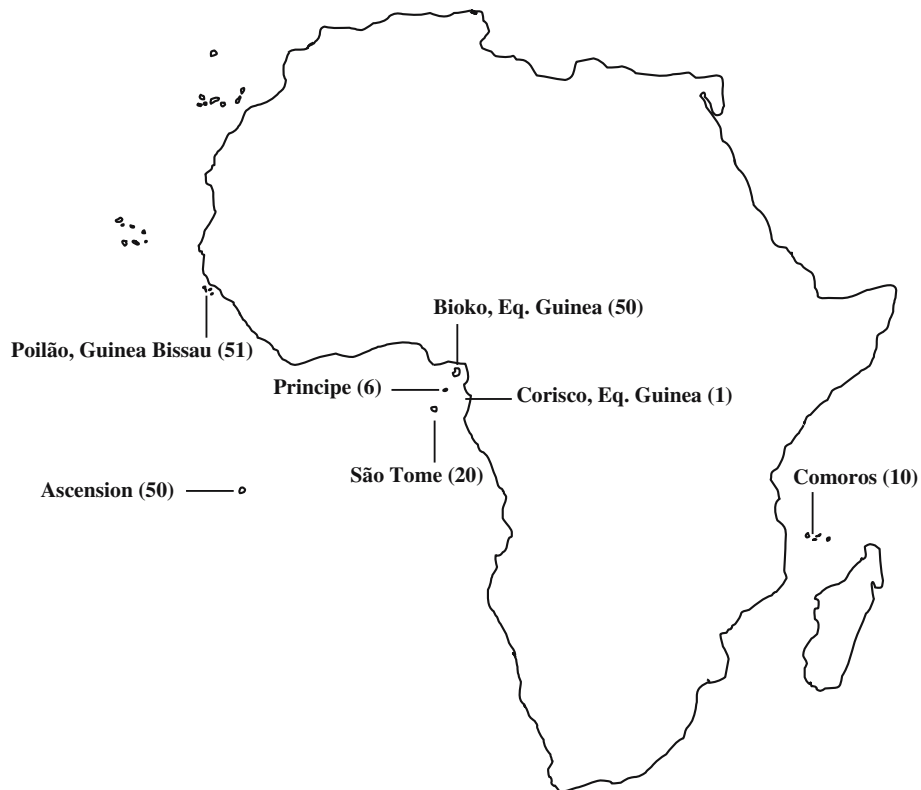 Bioko, Eq. Guinea (50)
Poilão, Guinea Bissau (51)
Principe (6)
Corisco, Eq. Guinea (1)
São Tome (20)
Comoros (10)
Ascension (50)